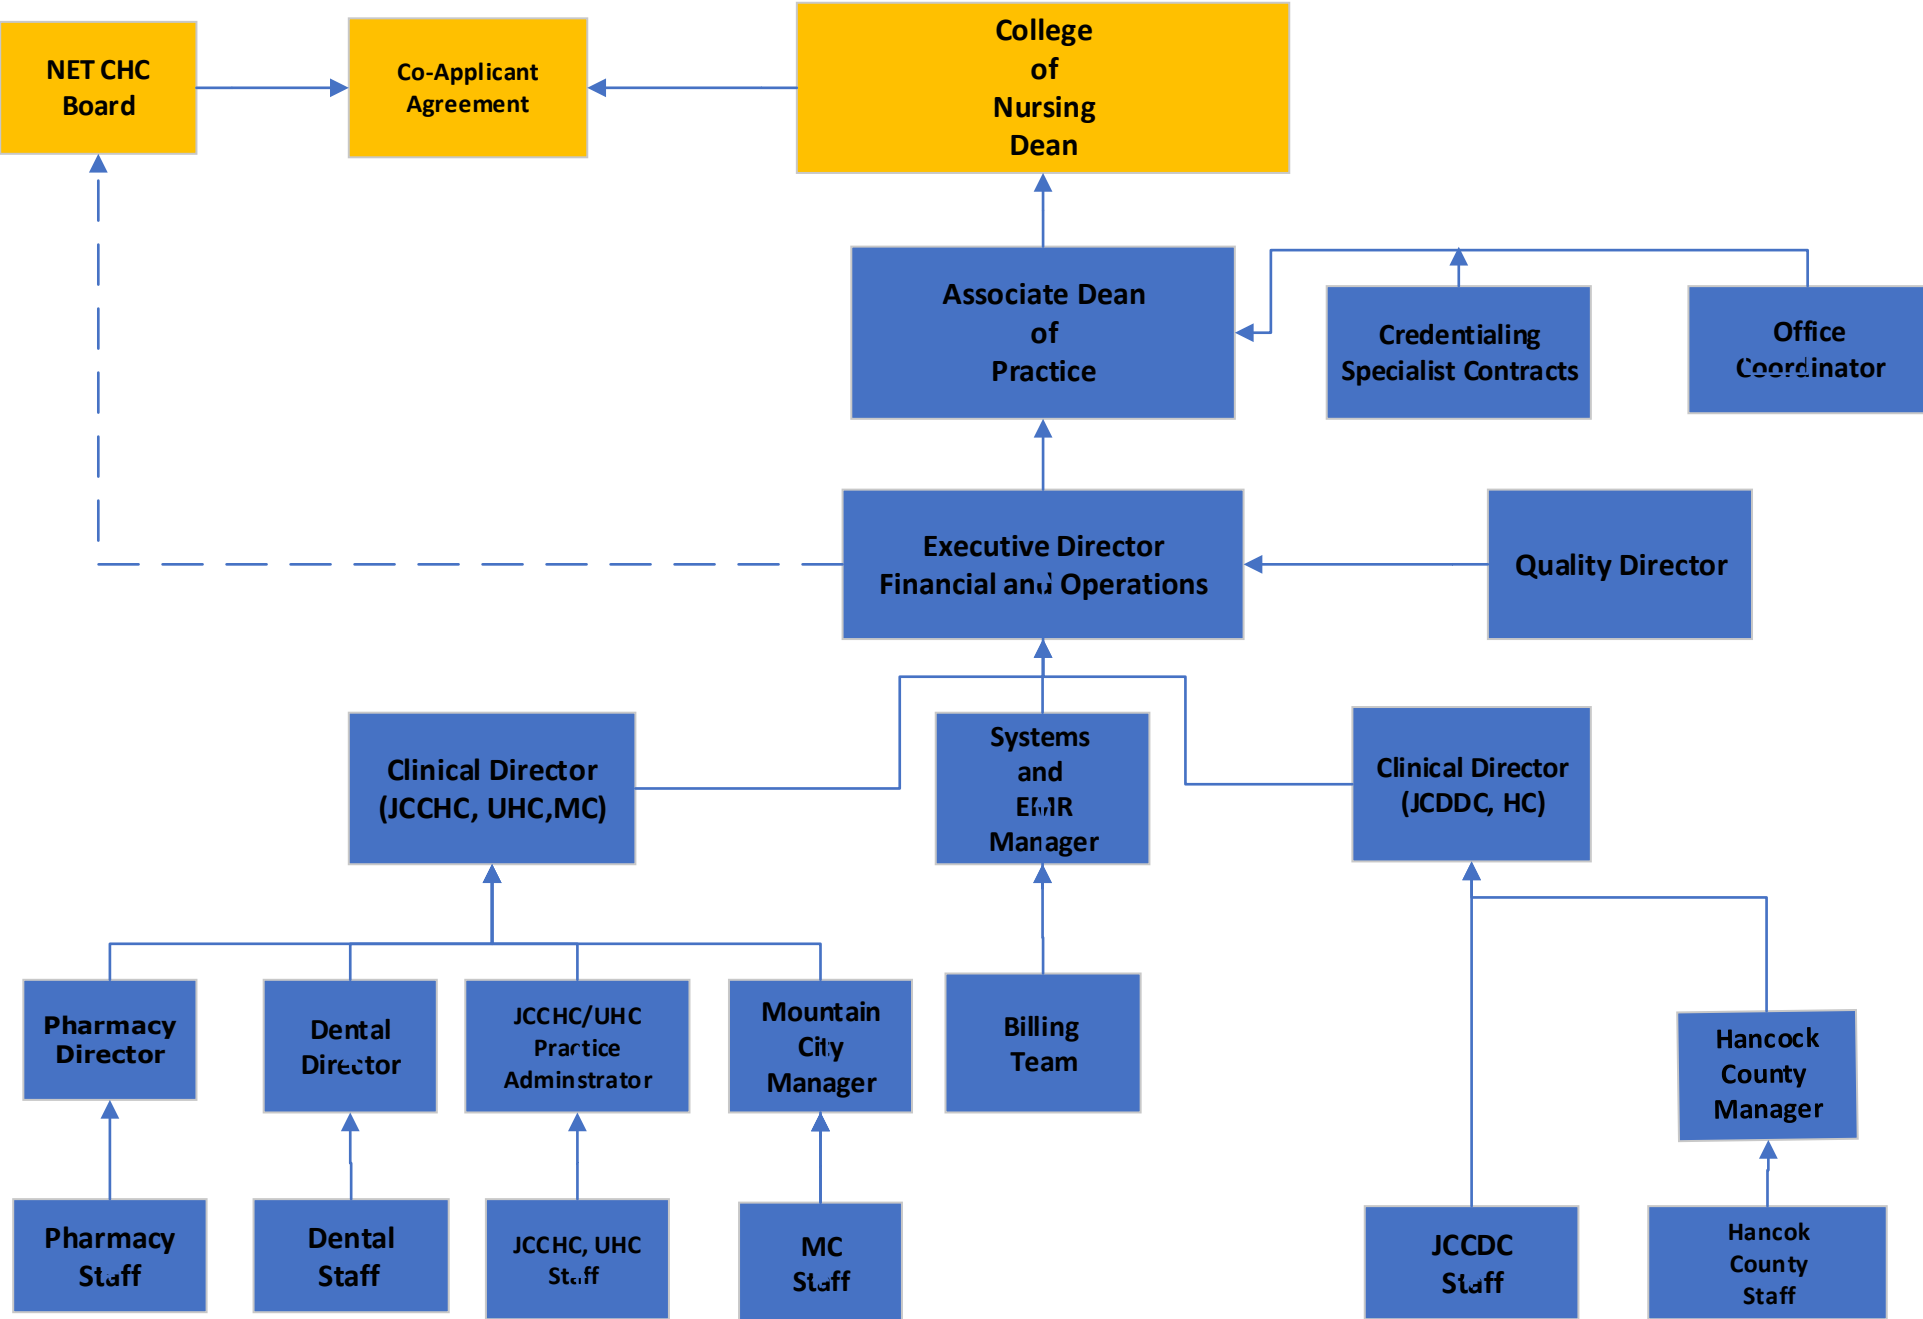 NET CHC
Board
Co-Applicant
Agreement
College
of
Nursing
Dean
Associate Dean
of
Practice
Credentialing
Specialist Contracts
Office
Coordinator
Executive Director
Financial and Operations
Quality Director
Clinical Director
(JCCHC, UHC,MC)
Systems
and
EMR
Manager
Clinical Director
(JCDDC, HC)
Pharmacy
Director
Dental
Director
JCCHC/UHC
Practice
Adminstrator
Mountain
City
Manager
Billing
Team
Hancock
County
Manager
Pharmacy
Staff
Dental
Staff
JCCHC, UHC
Staff
MC
Staff
JCCDC
Staff
Hancok
County
Staff